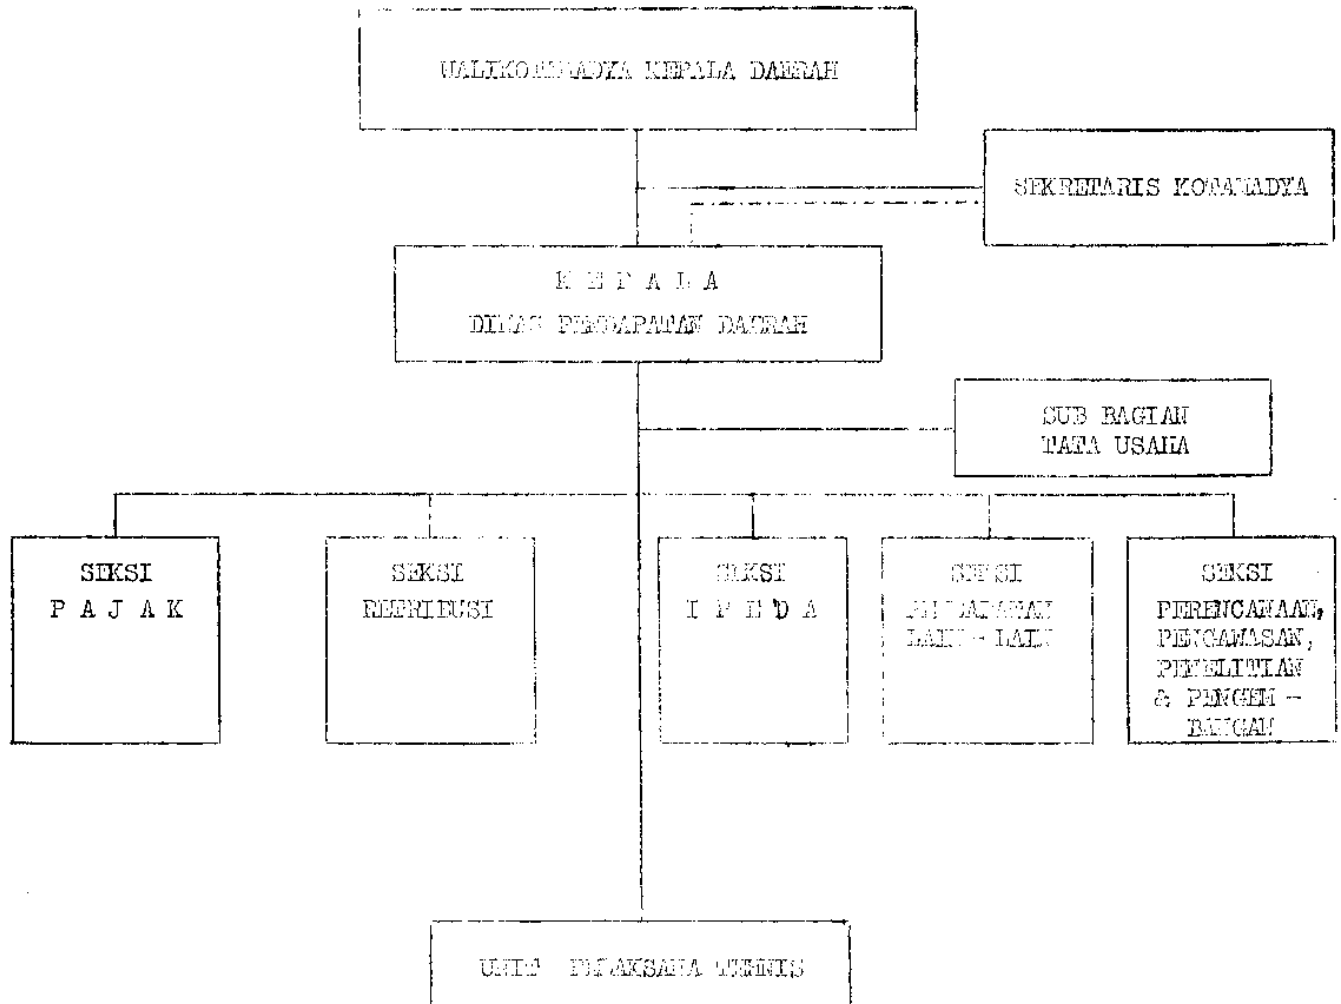 WALIKOTAMADYA KEPALA DAERAH
SEKRETARIS KOTAMADYA
K E P A L A
DINAS PENDAPATAN DAERAH
SUB BAGIAN
TATA USAHA
SEKSI
P A J A K
SEKSI
RETRIBUSI
SEKSI
I P E D A
SEKSI
PENDAPATAN
LAIN - LAIN
SEKSI
PERENCANAAN,
PENGAWASAN,
PENELITIAN
& PENGEM -
BANGAN
UNIT PELAKSANA TEHNIS